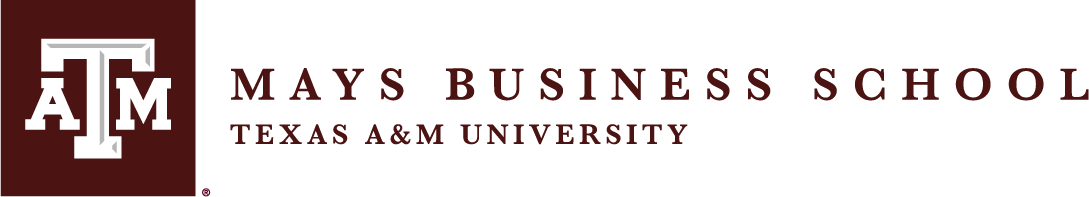 ATM
MAYS BUSINESS SCHOOL
TEXAS A&M UNIVERSITY
®